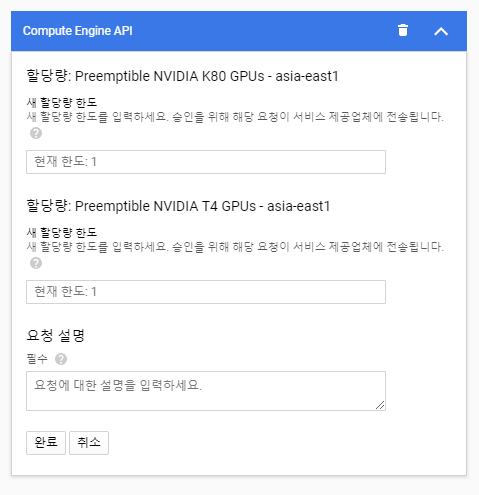 Compute Engine API
할당량: Preemptible NVIDIA K80 GPUs - asia-east1
새 할당량 한도
새 할당량 한도를 입력하세요. 승인을 위해 해당 요청이 서비스 제공업체에 전송됩니다.
?
현재 한도: 1
할당량: Preemptible NVIDIA T4 GPUs - asia-east1
새 할당량 한도
새 할당량 한도를 입력하세요. 승인을 위해 해당 요청이 서비스 제공업체에 전송됩니다.
?
현재 한도: 1
요청 설명
필수 ?
요청에 대한 설명을 입력하세요.
완료 취소